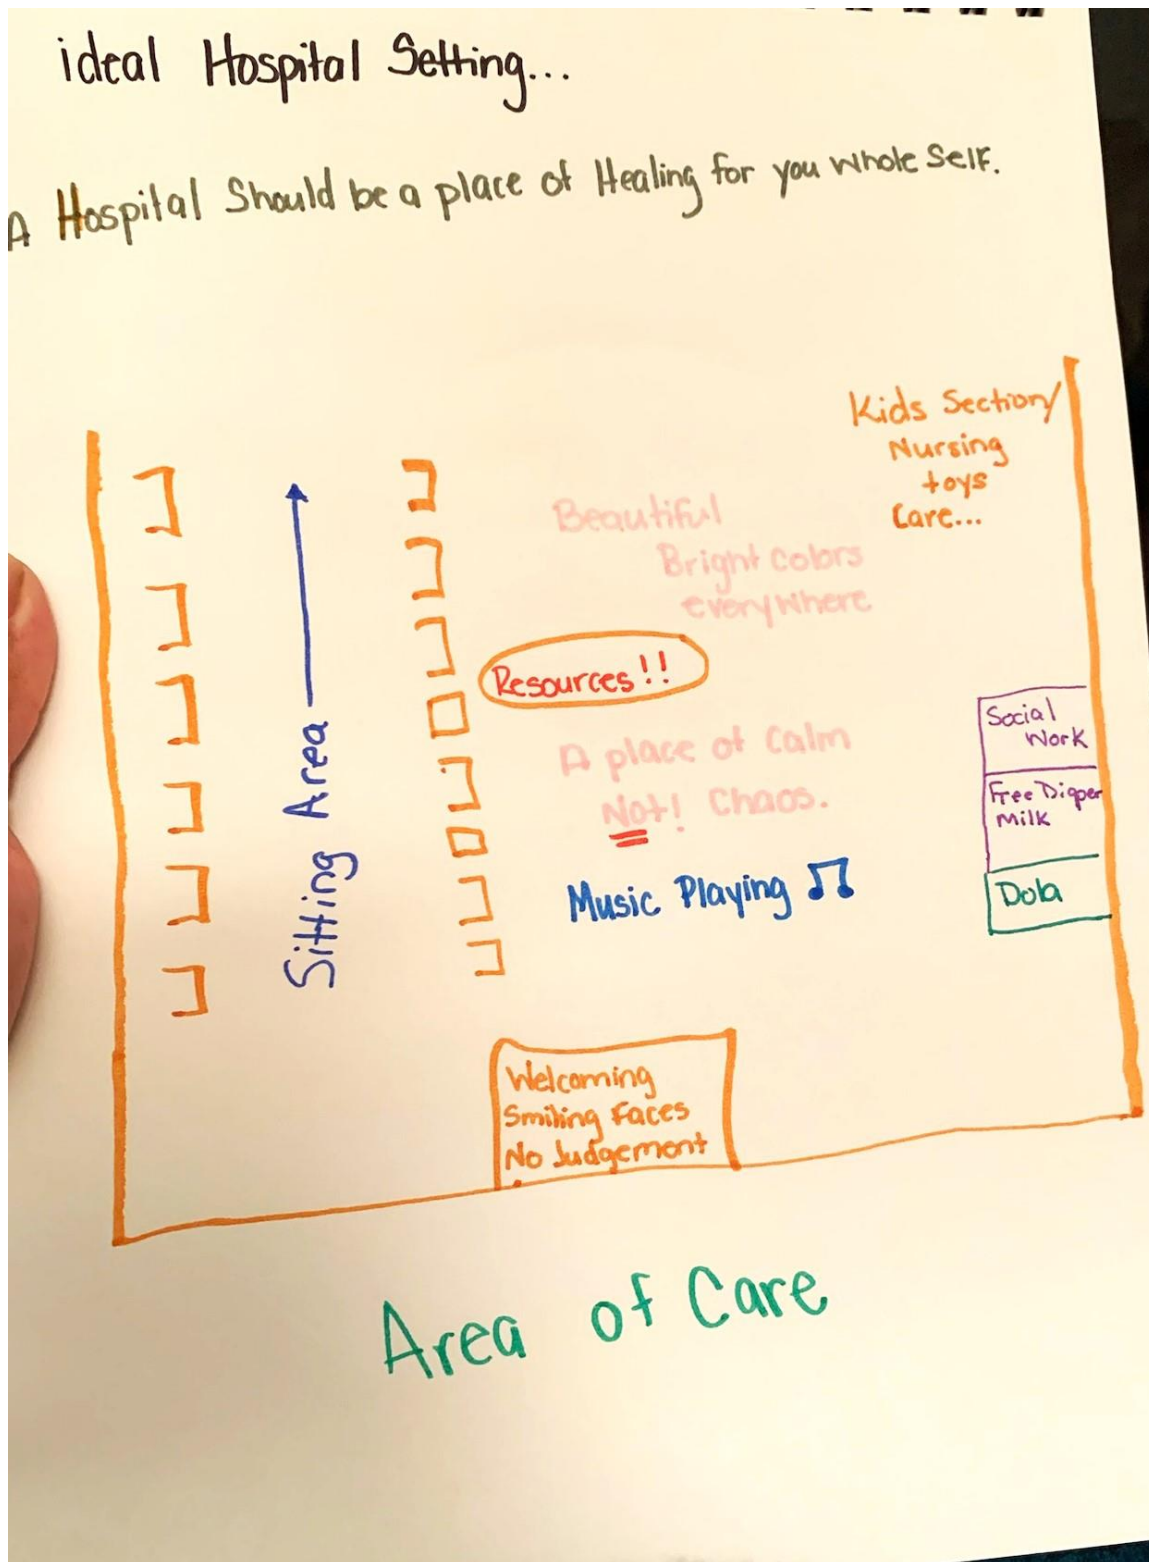 ideal Hospital Setting...
A Hospital Should be a place of Healing for you whole Self.
Kids Section/
Nursing
toys
Care...
Beautiful
Bright colors
everywhere
Resources!!
Sitting Area
A place of Calm
Not! Chaos.
Music Playing
Social
Work
Free Diaper
Milk
Dola
Welcoming
Smiling Faces
No Judgement
Area of Care